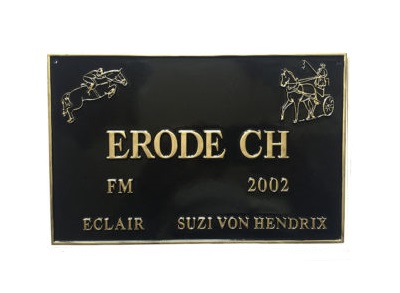 ERODE CH
FM 2002
ECLAIR SUZI VON HENDRIX